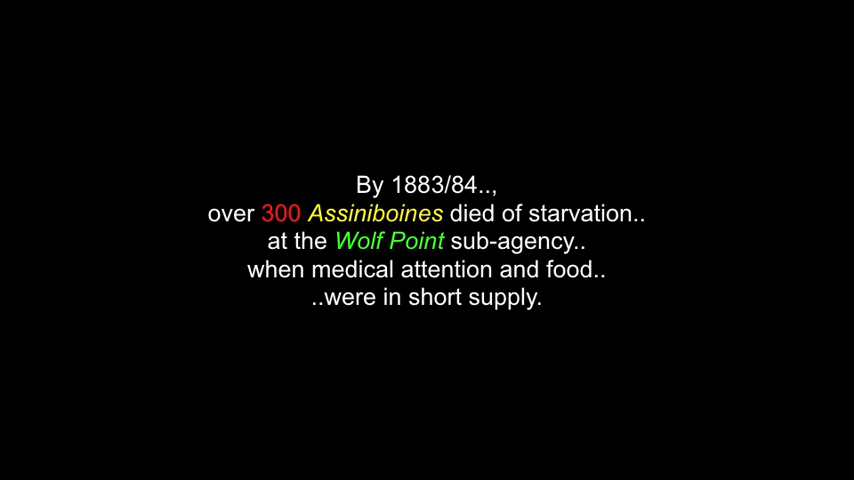 By 1883/84..,
over 300 Assiniboines died of starvation..
at the Wolf Point sub-agency..
when medical attention and food..
..were in short supply.